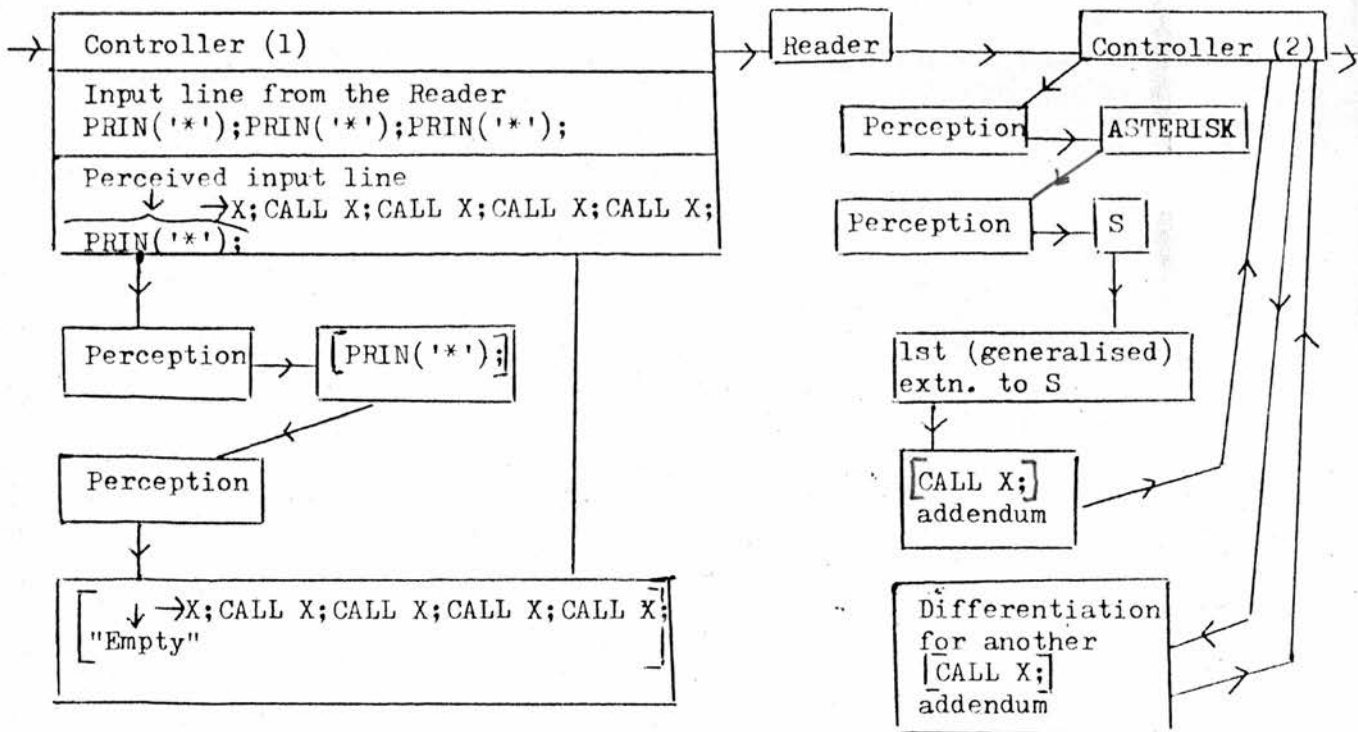 Controller (1)
Input line from the Reader
PRIN('*');PRIN('*');PRIN('*');
Perceived input line
↓ →X;CALL X;CALL X;CALL X;CALL X;
PRIN('*');
Perception
[PRIN('*');]
Perception
[↓ →X;CALL X;CALL X;CALL X;CALL X;
"Empty"]
Reader
Controller (2)
Perception
ASTERISK
Perception
S
1st (generalised)
extn. to S
[CALL X;]
addendum
Differentiation
for another
[CALL X;]
addendum